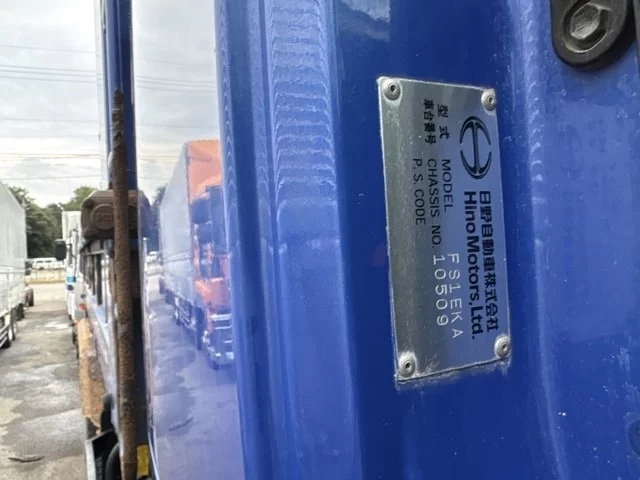 日野自動車株式会社
Hino Motors, Ltd.
型式 MODEL FS1EKA
車台番号 CHASSIS NO. 10509
P.S. CODE